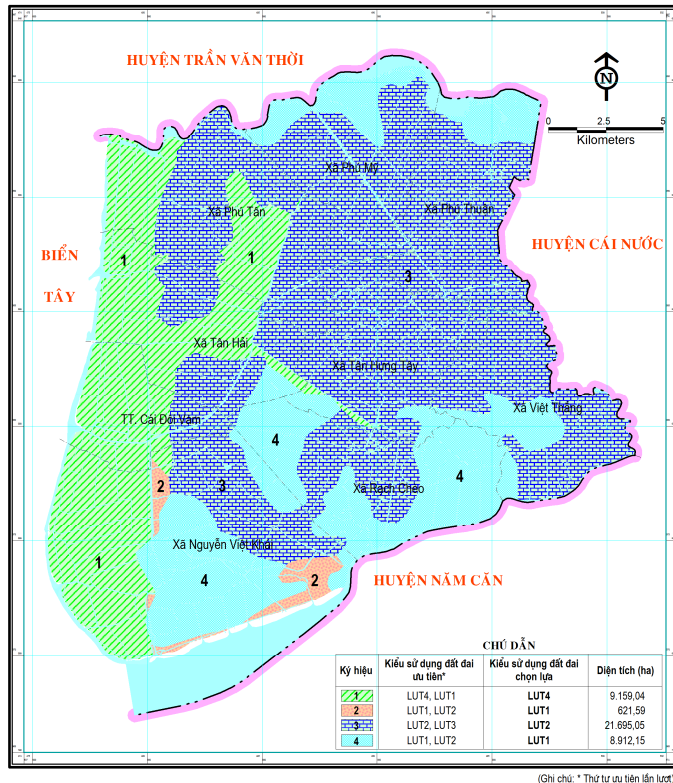 HUYỆN TRẦN VĂN THỜI
N
0 2.5 5
Kilometers
Xã Phú Mỹ
Xã Phú Tân
Xã Phú Thuận
HUYỆN CÁI NƯỚC
BIỂN
TÂY
1
1
3
Xã Tân Hải
Xã Tân Hưng Tây
Xã Việt Thắng
TT. Cái Đôi Vàm
4
4
2
3
Xã Rạch Chèo
Xã Nguyễn Việt Khái
1
4
2
HUYỆN NĂM CĂN
CHÚ DẪN
Ký hiệu Kiểu sử dụng đất đai ưu tiên* Kiểu sử dụng đất đai chọn lựa Diện tích (ha)
1 LUT4, LUT1 LUT4 9.159,04
2 LUT1, LUT2 LUT1 621,59
3 LUT2, LUT3 LUT2 21.695,05
4 LUT1, LUT2 LUT1 8.912,15
(Ghi chú: * Thứ tự ưu tiên lần lượt)